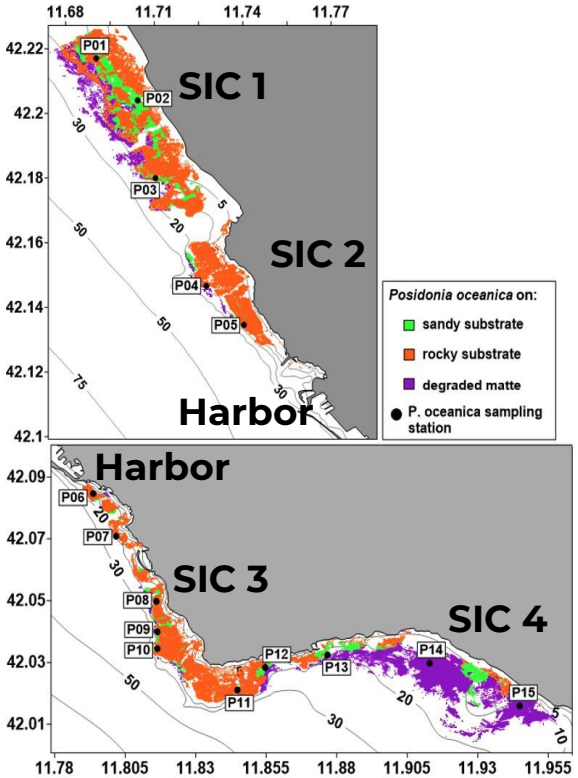 11.68 11.71 11.74 11.77
42.22
P01
SIC 1
42.2
P02
30
42.18
P03
5
20
50
42.16
SIC 2
P04
42.14
50
P05
42.12
75
30
Harbor
42.1
Posidonia oceanica on:
sandy substrate
rocky substrate
degraded matte
P. oceanica sampling
station
42.09
Harbor
P06
20
42.07
P07
30
SIC 3
42.05
P08
SIC 4
P09
P10
P12
P14
42.03
P13
50
P11
20
P15
5
30
10
42.01
11.78 11.805 11.83 11.855 11.88 11.905 11.93 11.955